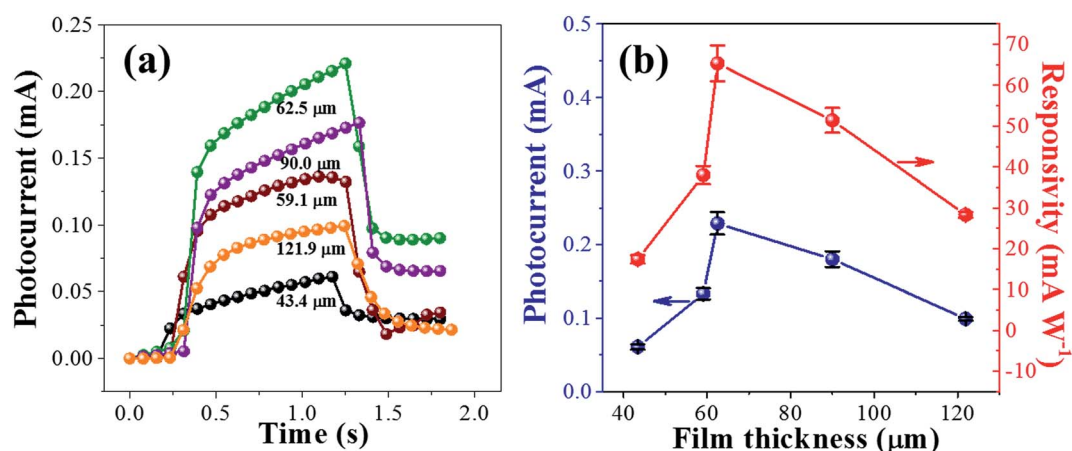 (a)
Photocurrent (mA)
0.25
0.20
0.15
0.10
0.05
0.00
62.5 μm
90.0 μm
59.1 μm
121.9 μm
43.4 μm
0.0 0.5 1.0 1.5 2.0
Time (s)
(b)
Photocurrent (mA)
0.5
0.4
0.3
0.2
0.1
0.0
40 60 80 100 120
Film thickness (μm)
70
60
50
40
30
20
10
0
-10
Responsivity (mA W⁻¹)